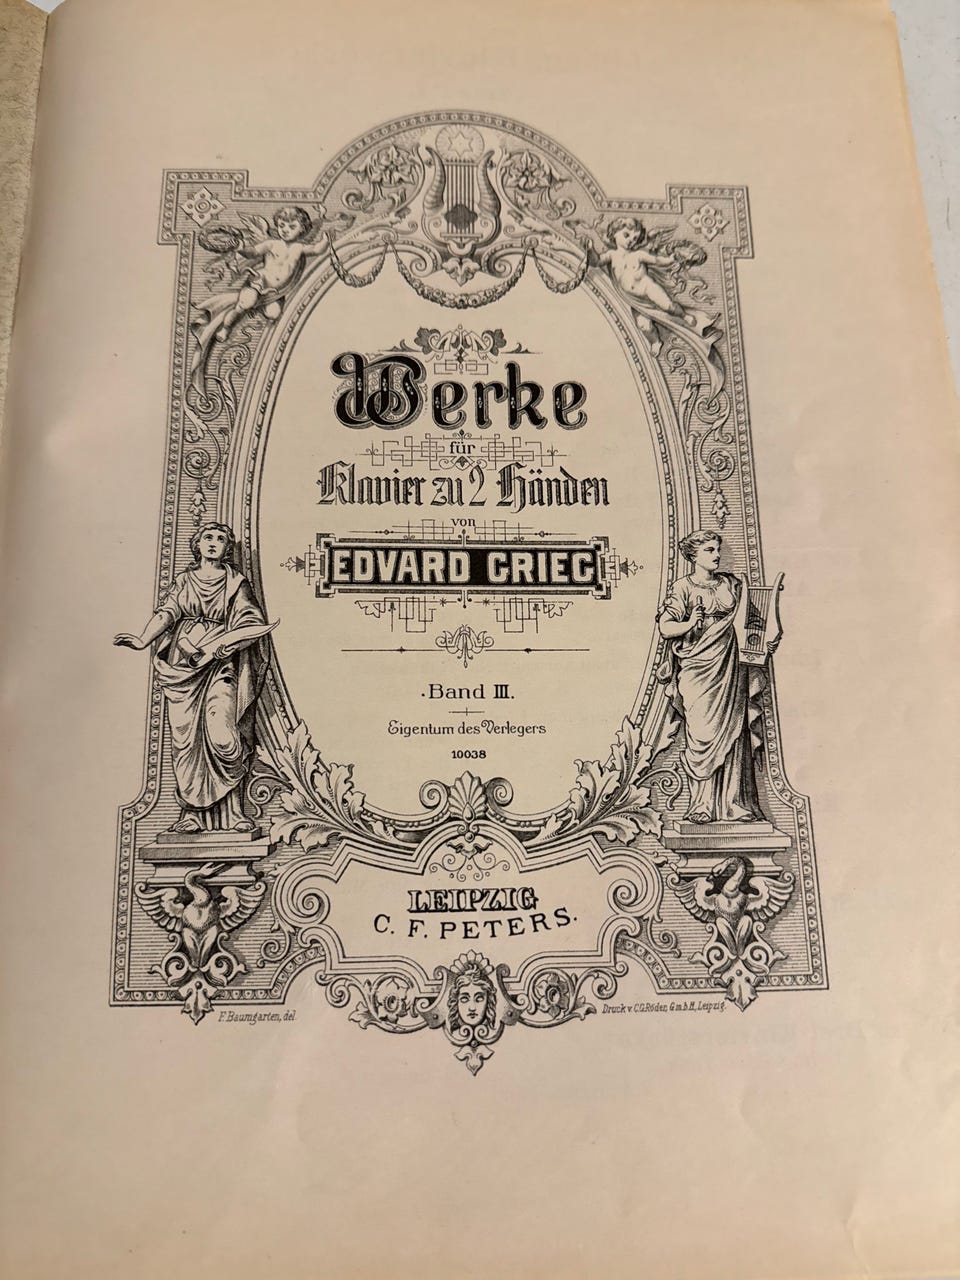 Werke
für
Klavier zu 2 Händen
von
EDVARD GRIEG
Band III.
Eigentum des Verlegers
10038
LEIPZIG
C. F. PETERS.
F. Baumgarten, del.
Druck v. C.G. Röder, G.m.b.H., Leipzig.